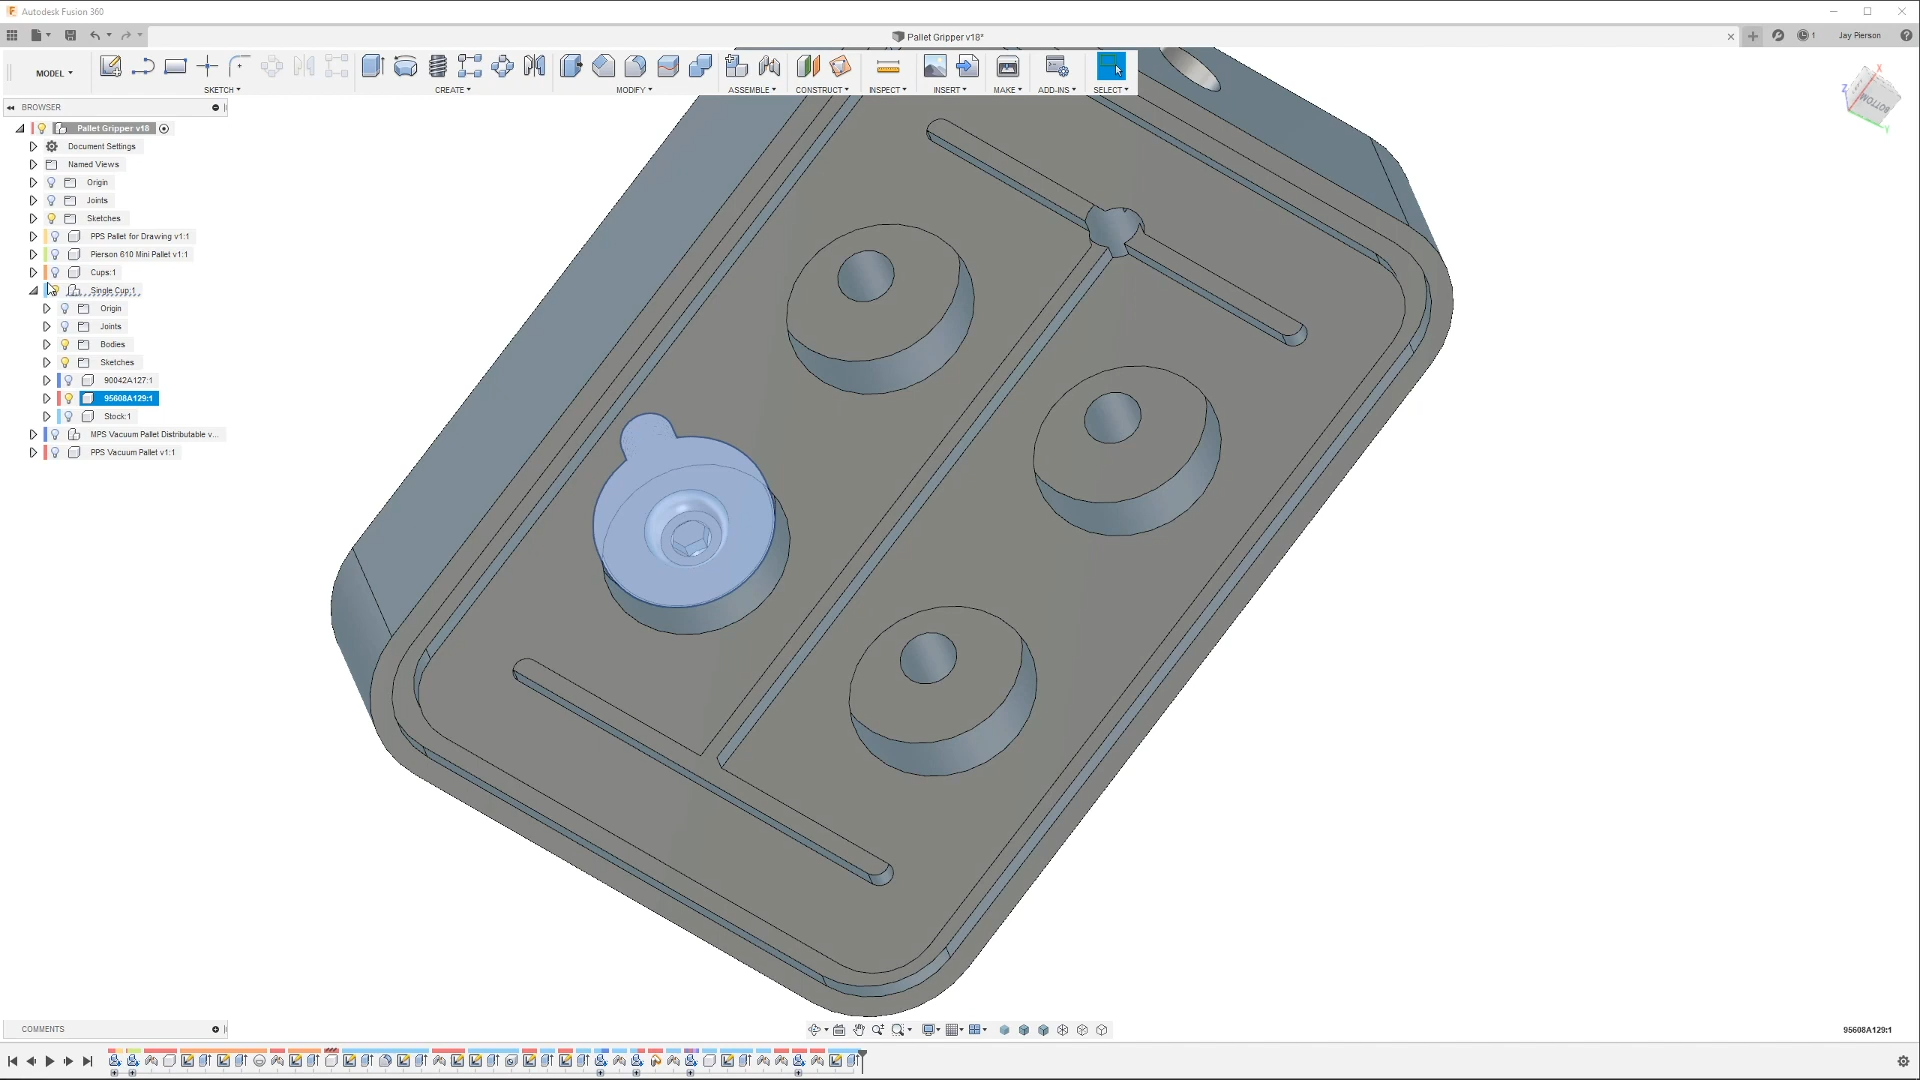 Autodesk Fusion 360
Pallet Gripper v18*
1
Jay Pierson
MODEL
SKETCH
CREATE
MODIFY
ASSEMBLE
CONSTRUCT
INSPECT
INSERT
MAKE
ADD-INS
SELECT
BROWSER
Pallet Gripper v18
Document Settings
Named Views
Origin
Joints
Sketches
PPS Pallet for Drawing v1:1
Pierson 610 Mini Pallet v1:1
Cups:1
Single Cup:1
Origin
Joints
Bodies
Sketches
90042A127:1
95608A129:1
Stock:1
MPS Vacuum Pallet Distributable v...
PPS Vacuum Pallet v1:1
X
Z
BOTTOM
Y
COMMENTS
95608A129:1